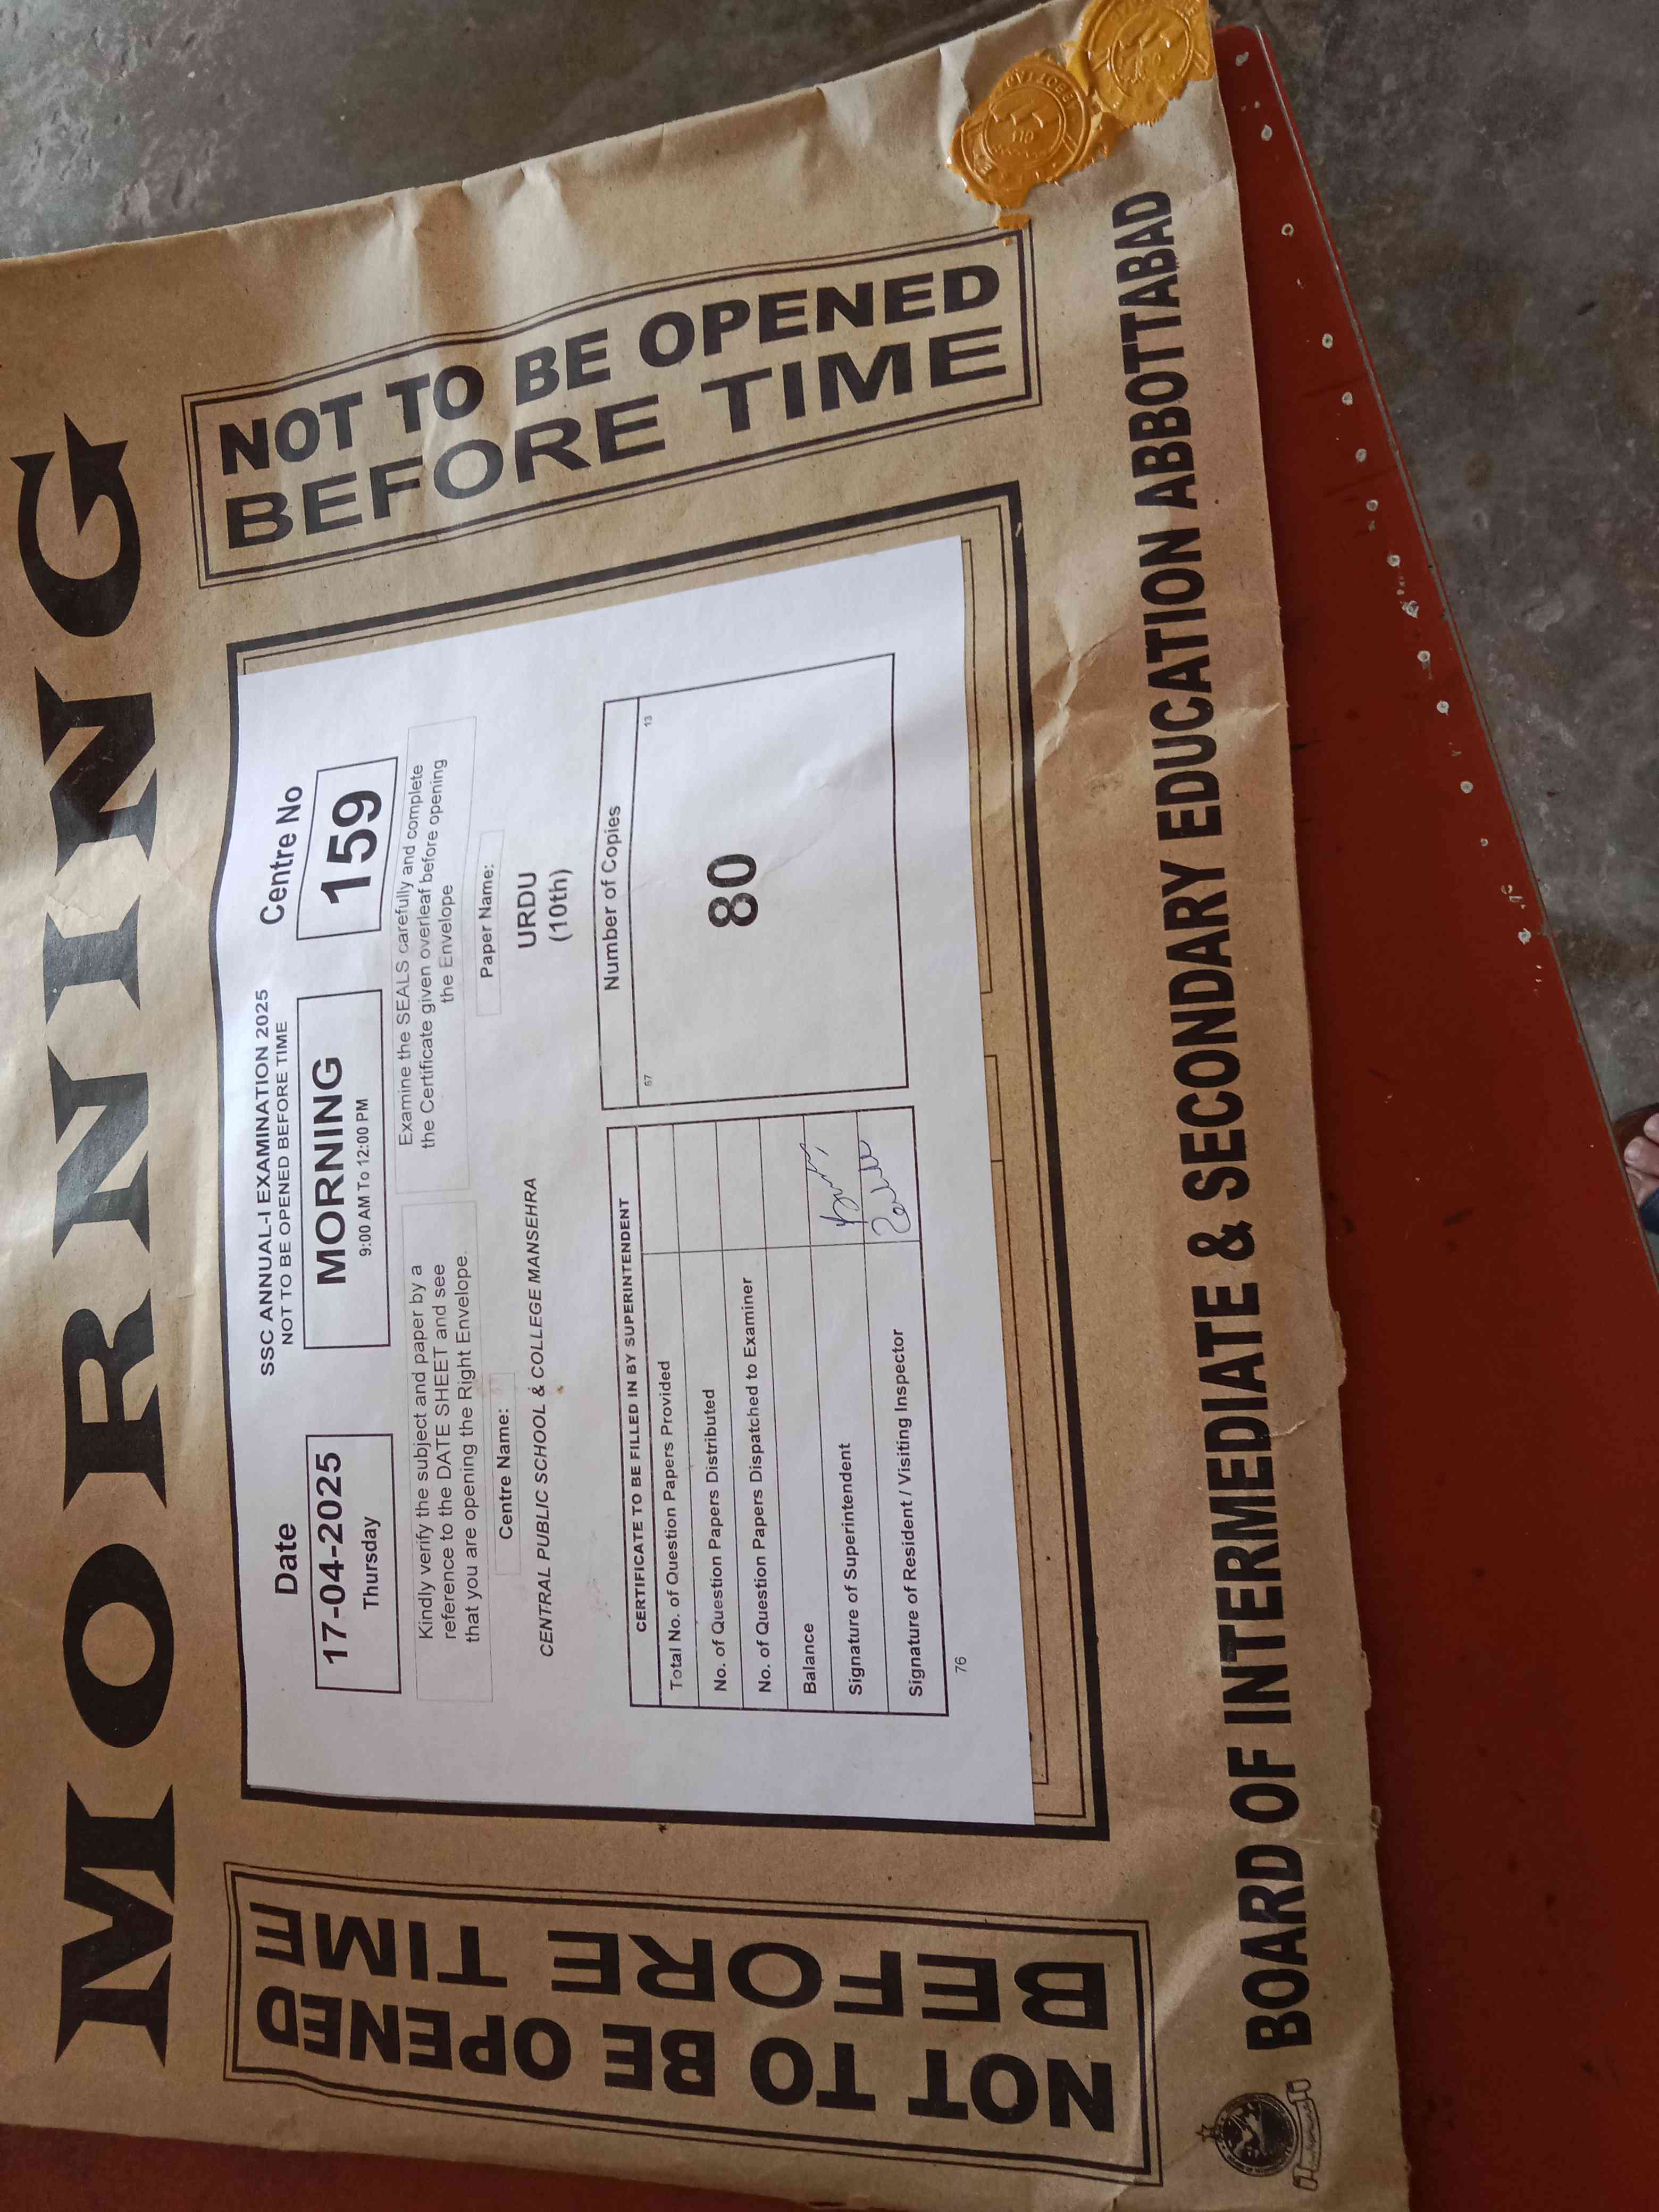 MORNING
NOT TO BE OPENED
BEFORE TIME
SSC ANNUAL-I EXAMINATION 2025
NOT TO BE OPENED BEFORE TIME
Date
17-04-2025
Thursday
MORNING
9:00 AM To 12:00 PM
Centre No
159
Kindly verify the subject and paper by a
reference to the DATE SHEET and see
that you are opening the Right Envelope.
Examine the SEALS carefully and complete
the Certificate given overleaf before opening
the Envelope
Centre Name:
CENTRAL PUBLIC SCHOOL & COLLEGE MANSEHRA
Paper Name:
URDU
(10th)
CERTIFICATE TO BE FILLED IN BY SUPERINTENDENT
Total No. of Question Papers Provided
No. of Question Papers Distributed
No. of Question Papers Dispatched to Examiner
Balance
Signature of Superintendent
Signature of Resident / Visiting Inspector
76
Number of Copies
67 13
80
NOT TO BE OPENED
BEFORE TIME
BOARD OF INTERMEDIATE & SECONDARY EDUCATION ABBOTTABAD